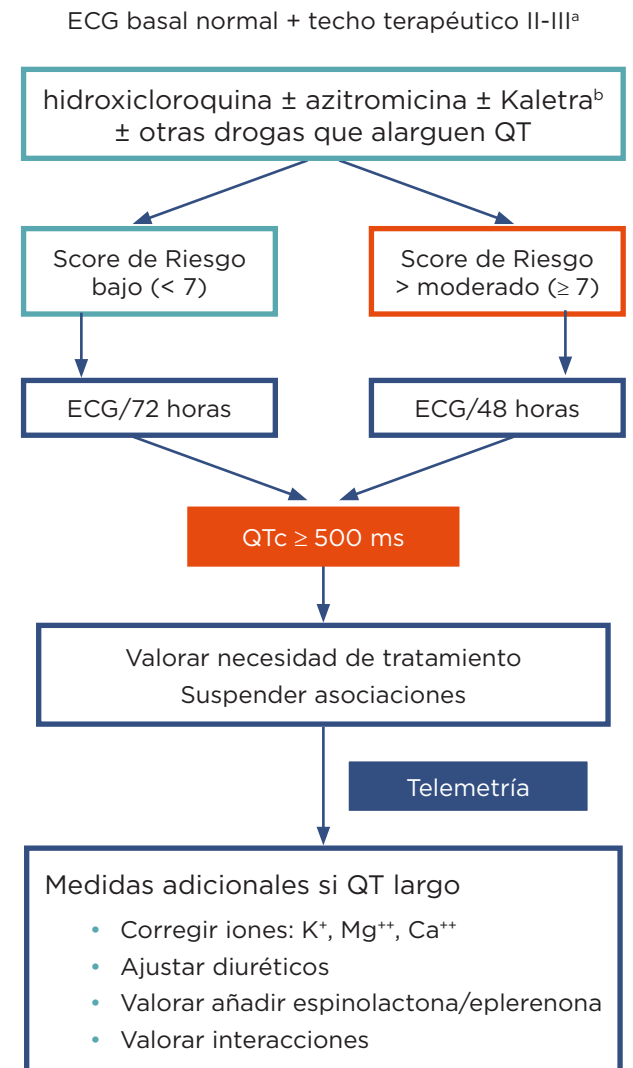 ECG basal normal + techo terapéutico II-IIIᵃ
hidroxicloroquina ± azitromicina ± Kaletraᵇ
± otras drogas que alarguen QT
Score de Riesgo
bajo (< 7)
Score de Riesgo
> moderado (≥ 7)
ECG/72 horas
ECG/48 horas
QTc ≥ 500 ms
Valorar necesidad de tratamiento
Suspender asociaciones
Telemetría
Medidas adicionales si QT largo
• Corregir iones: K⁺, Mg⁺⁺, Ca⁺⁺
• Ajustar diuréticos
• Valorar añadir espinolactona/eplerenona
• Valorar interacciones